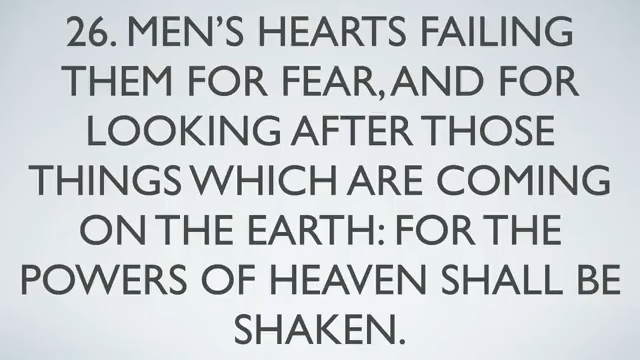 26. MEN’S HEARTS FAILING
THEM FOR FEAR, AND FOR
LOOKING AFTER THOSE
THINGS WHICH ARE COMING
ON THE EARTH: FOR THE
POWERS OF HEAVEN SHALL BE
SHAKEN.